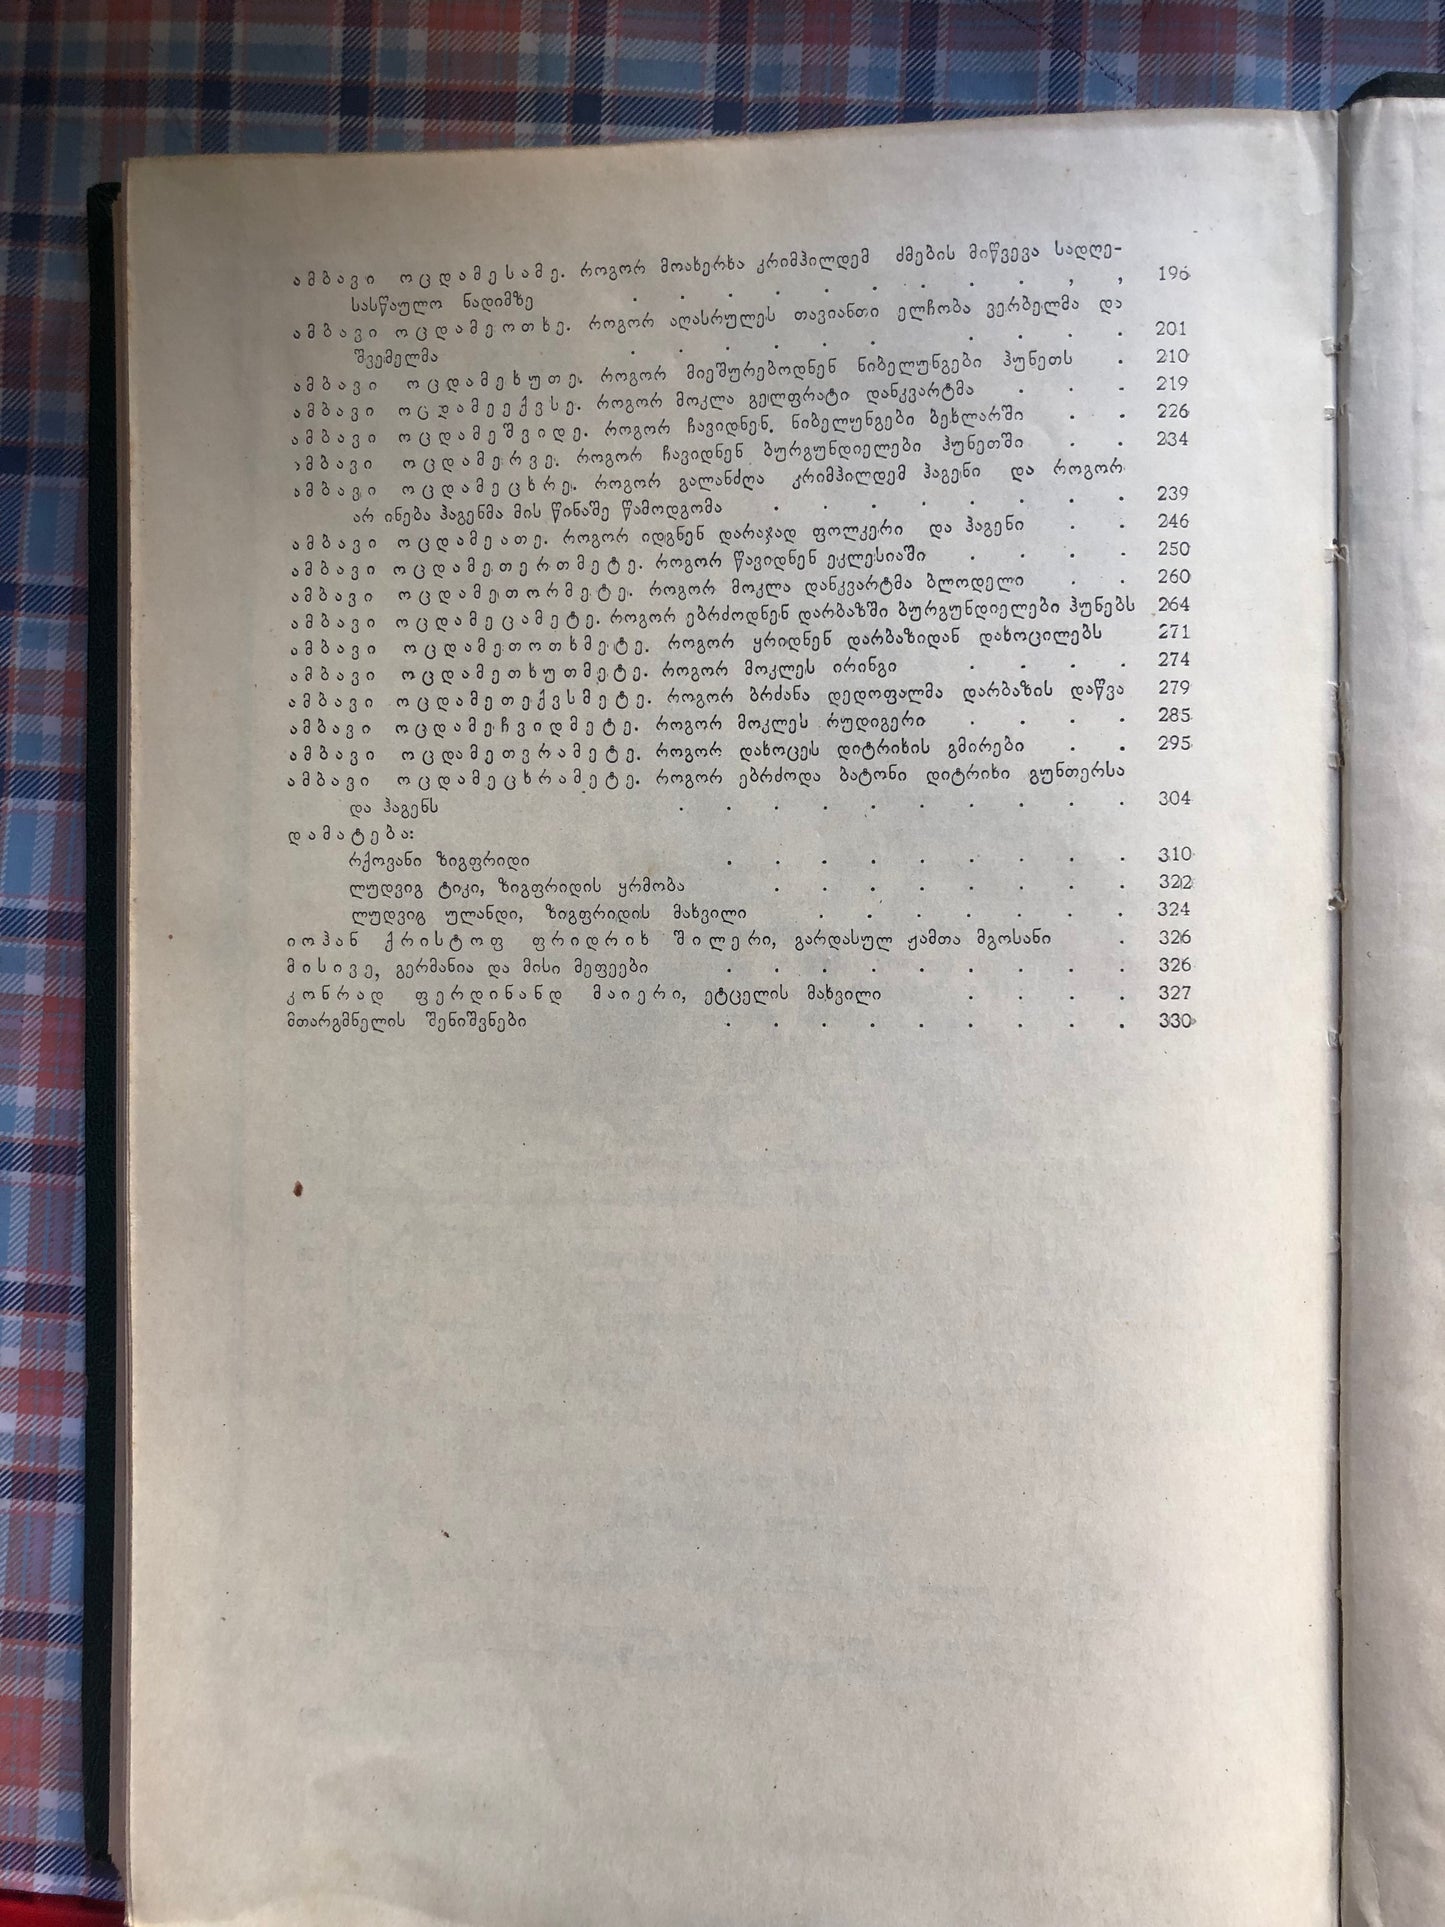 ამბავი ოცდამესამე. როგორ მოახერხა კრიმჰილდემ ძმების მიწვევა სადღე-
სასწაულო ნადიმზე . . . . . . . . . , , 196
ამბავი ოცდამეოთხე. როგორ აღასრულეს თავიანთი ელჩობა ვერბელმა და
შვემელმა . . . . . . . . . . . 201
ამბავი ოცდამეხუთე. როგორ მიეშურებოდნენ ნიბელუნგები ჰუნეთს . 210
ამბავი ოცდამეექვსე. როგორ მოკლა გელფრატი დანკვარტმა . . . 219
ამბავი ოცდამეშვიდე. როგორ ჩავიდნენ. ნიბელუნგები ბეხლარში . . 226
ამბავი ოცდამერვე. როგორ ჩავიდნენ ბურგუნდიელები ჰუნეთში . . 234
ამბავი ოცდამეცხრე. როგორ გალანძღა კრიმჰილდემ ჰაგენი და როგორ
არ ინება ჰაგენმა მის წინაშე წამოდგომა . . . . . . . . 239
ამბავი ოცდამეათე. როგორ იდგნენ დარაჯად ფოლკერი და ჰაგენი . . 246
ამბავი ოცდამეთერთმეტე. როგორ წავიდნენ ეკლესიაში . . . . 250
ამბავი ოცდამეთორმეტე. როგორ მოკლა დანკვარტმა ბლოდელი . . 260
ამბავი ოცდამეცამეტე. როგორ ებრძოდნენ დარბაზში ბურგუნდიელები ჰუნებს 264
ამბავი ოცდამეთოთხმეტე. როგორ ყრიდნენ დარბაზიდან დახოცილებს 271
ამბავი ოცდამეთხუთმეტე. როგორ მოკლეს ირინგი . . . . 274
ამბავი ოცდამეთექვსმეტე. როგორ ბრძანა დედოფალმა დარბაზის დაწვა 279
ამბავი ოცდამეჩვიდმეტე. როგორ მოკლეს რუდიგერი . . . . 285
ამბავი ოცდამეთვრამეტე. როგორ დახოცეს დიტრიხის გმირები . . 295
ამბავი ოცდამეცხრამეტე. როგორ ებრძოდა ბატონი დიტრიხი გუნთერსა
და ჰაგენს . . . . . . . . . . 304
დამატება:
რქოვანი ზიგფრიდი . . . . . . . . . 310
ლუდვიგ ტიკი, ზიგფრიდის ყრმობა . . . . . . . . 322
ლუდვიგ ულანდი, ზიგფრიდის მახვილი . . . . . . . 324
იოჰან ქრისტოფ ფრიდრიხ შილერი, გარდასულ ჟამთა მგოსანი . 326
მისივე, გერმანია და მისი მეფეები . . . . . . . . . 326
კონრად ფერდინანდ მაიერი, ეტცელის მახვილი . . . . 327
მთარგმნელის შენიშვნები . . . . . . . . . 330